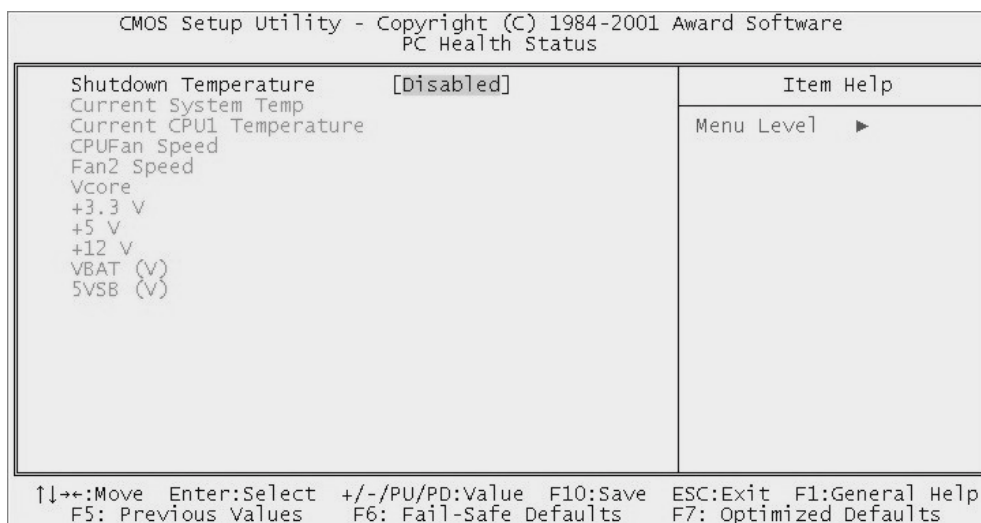 CMOS Setup Utility - Copyright (C) 1984-2001 Award Software
PC Health Status
Shutdown Temperature [Disabled]
Current System Temp
Current CPU1 Temperature
CPUFan Speed
Fan2 Speed
Vcore
+3.3 V
+5 V
+12 V
VBAT (V)
5VSB (V)
Item Help
Menu Level ►
↑↓→←:Move Enter:Select +/-/PU/PD:Value F10:Save ESC:Exit F1:General Help
F5: Previous Values F6: Fail-Safe Defaults F7: Optimized Defaults